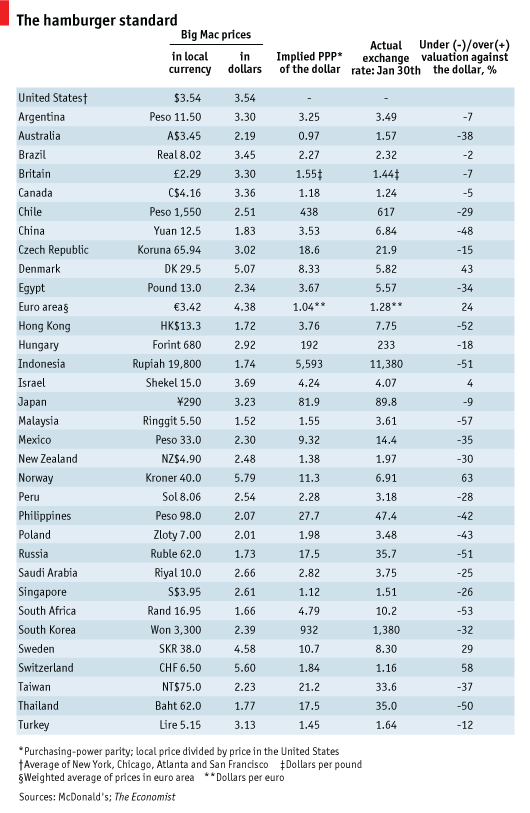 The hamburger standard
Big Mac prices
in local currency in dollars Implied PPP* of the dollar Actual exchange rate: Jan 30th Under (-)/over(+) valuation against the dollar, %
United States† $3.54 3.54 - -
Argentina Peso 11.50 3.30 3.25 3.49 -7
Australia A$3.45 2.19 0.97 1.57 -38
Brazil Real 8.02 3.45 2.27 2.32 -2
Britain £2.29 3.30 1.55‡ 1.44‡ -7
Canada C$4.16 3.36 1.18 1.24 -5
Chile Peso 1,550 2.51 438 617 -29
China Yuan 12.5 1.83 3.53 6.84 -48
Czech Republic Koruna 65.94 3.02 18.6 21.9 -15
Denmark DK 29.5 5.07 8.33 5.82 43
Egypt Pound 13.0 2.34 3.67 5.57 -34
Euro area§ €3.42 4.38 1.04** 1.28** 24
Hong Kong HK$13.3 1.72 3.76 7.75 -52
Hungary Forint 680 2.92 192 233 -18
Indonesia Rupiah 19,800 1.74 5,593 11,380 -51
Israel Shekel 15.0 3.69 4.24 4.07 4
Japan ¥290 3.23 81.9 89.8 -9
Malaysia Ringgit 5.50 1.52 1.55 3.61 -57
Mexico Peso 33.0 2.30 9.32 14.4 -35
New Zealand NZ$4.90 2.48 1.38 1.97 -30
Norway Kroner 40.0 5.79 11.3 6.91 63
Peru Sol 8.06 2.54 2.28 3.18 -28
Philippines Peso 98.0 2.07 27.7 47.4 -42
Poland Zloty 7.00 2.01 1.98 3.48 -43
Russia Ruble 62.0 1.73 17.5 35.7 -51
Saudi Arabia Riyal 10.0 2.66 2.82 3.75 -25
Singapore S$3.95 2.61 1.12 1.51 -26
South Africa Rand 16.95 1.66 4.79 10.2 -53
South Korea Won 3,300 2.39 932 1,380 -32
Sweden SKR 38.0 4.58 10.7 8.30 29
Switzerland CHF 6.50 5.60 1.84 1.16 58
Taiwan NT$75.0 2.23 21.2 33.6 -37
Thailand Baht 62.0 1.77 17.5 35.0 -50
Turkey Lire 5.15 3.13 1.45 1.64 -12
*Purchasing-power parity; local price divided by price in the United States
†Average of New York, Chicago, Atlanta and San Francisco ‡Dollars per pound
§Weighted average of prices in euro area **Dollars per euro
Sources: McDonald's; The Economist